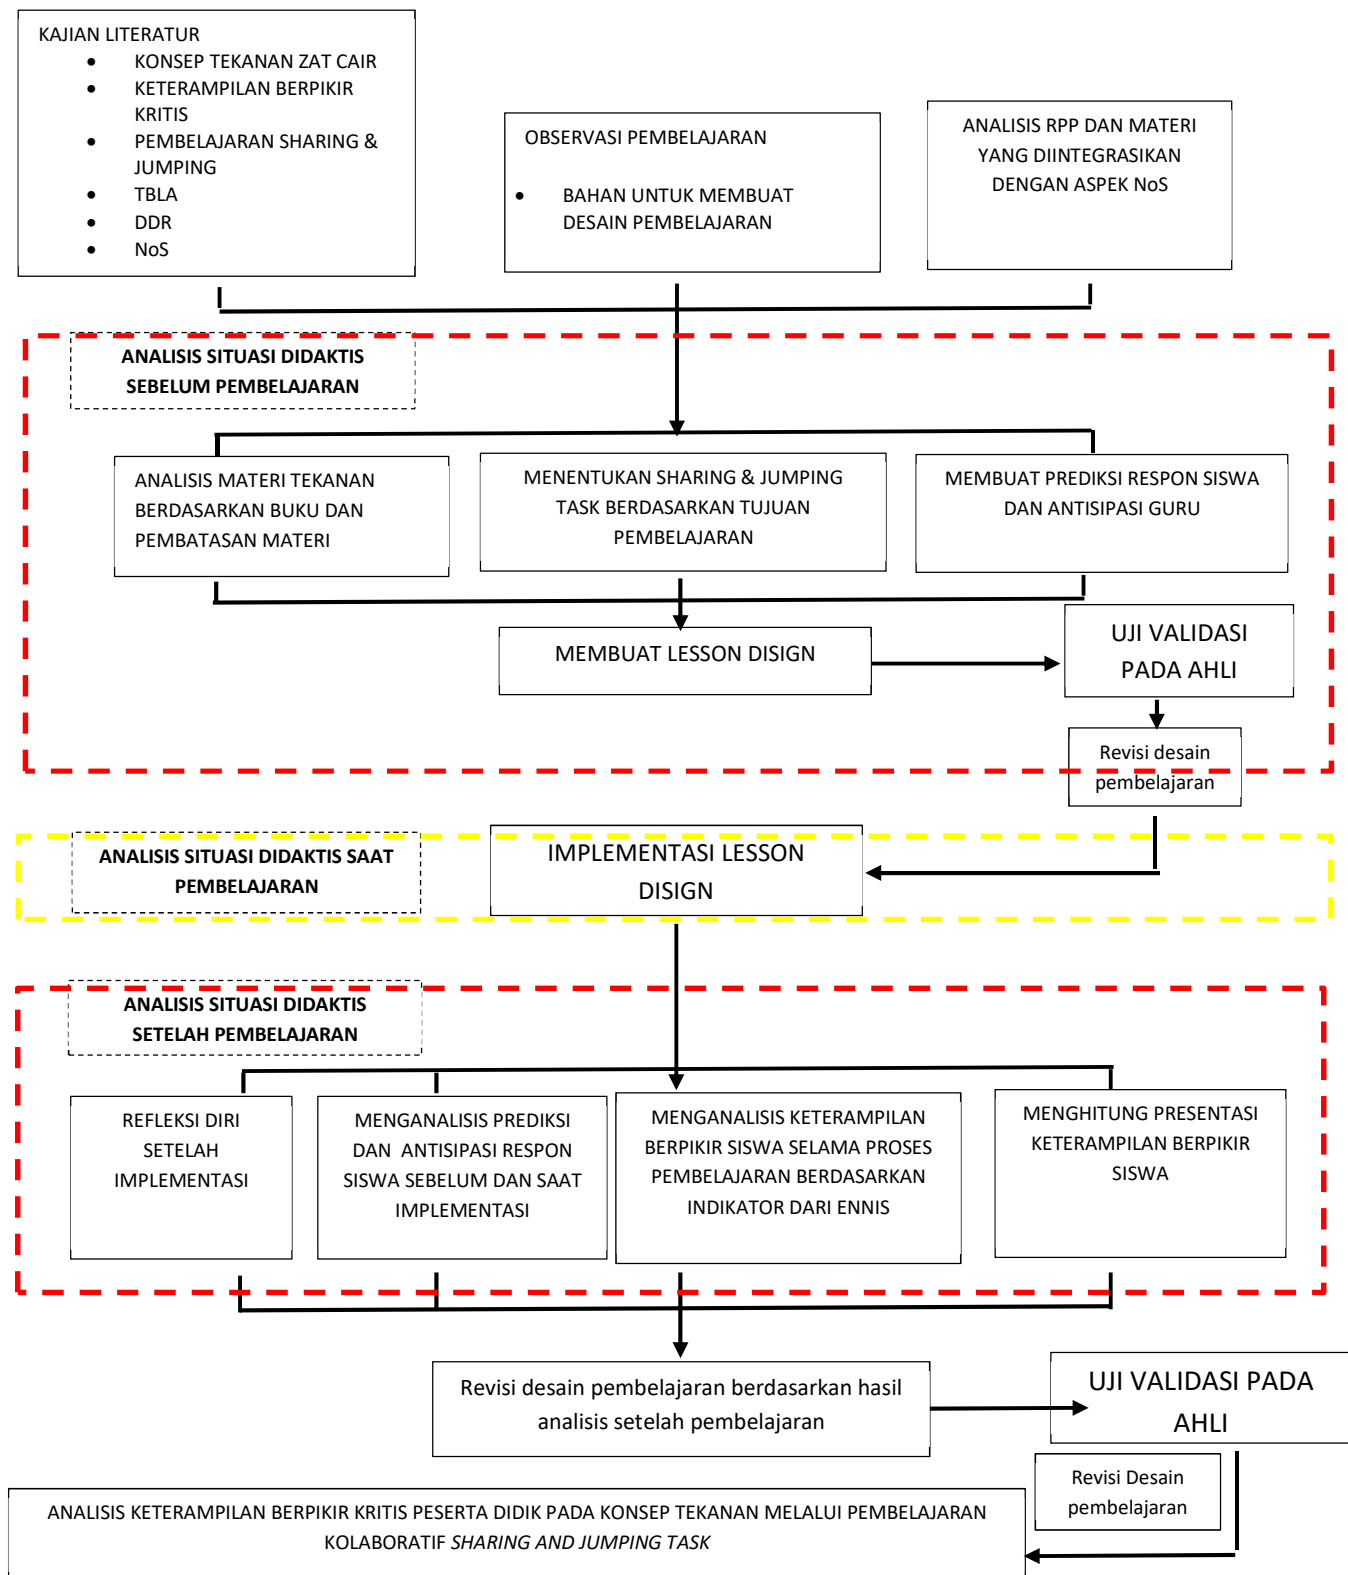 KAJIAN LITERATUR
• KONSEP TEKANAN ZAT CAIR
• KETERAMPILAN BERPIKIR
KRITIS
• PEMBELAJARAN SHARING &
JUMPING
• TBLA
• DDR
• NoS
OBSERVASI PEMBELAJARAN
• BAHAN UNTUK MEMBUAT
DESAIN PEMBELAJARAN
ANALISIS RPP DAN MATERI
YANG DIINTEGRASIKAN
DENGAN ASPEK NoS
ANALISIS SITUASI DIDAKTIS
SEBELUM PEMBELAJARAN
ANALISIS MATERI TEKANAN
BERDASARKAN BUKU DAN
PEMBATASAN MATERI
MENENTUKAN SHARING & JUMPING
TASK BERDASARKAN TUJUAN
PEMBELAJARAN
MEMBUAT PREDIKSI RESPON SISWA
DAN ANTISIPASI GURU
MEMBUAT LESSON DISIGN
UJI VALIDASI
PADA AHLI
Revisi desain
pembelajaran
ANALISIS SITUASI DIDAKTIS SAAT
PEMBELAJARAN
IMPLEMENTASI LESSON
DISIGN
ANALISIS SITUASI DIDAKTIS
SETELAH PEMBELAJARAN
REFLEKSI DIRI
SETELAH
IMPLEMENTASI
MENGANALISIS PREDIKSI
DAN ANTISIPASI RESPON
SISWA SEBELUM DAN SAAT
IMPLEMENTASI
MENGANALISIS KETERAMPILAN
BERPIKIR SISWA SELAMA PROSES
PEMBELAJARAN BERDASARKAN
INDIKATOR DARI ENNIS
MENGHITUNG PRESENTASI
KETERAMPILAN BERPIKIR
SISWA
Revisi desain pembelajaran berdasarkan hasil
analisis setelah pembelajaran
UJI VALIDASI PADA
AHLI
Revisi Desain
pembelajaran
ANALISIS KETERAMPILAN BERPIKIR KRITIS PESERTA DIDIK PADA KONSEP TEKANAN MELALUI PEMBELAJARAN
KOLABORATIF SHARING AND JUMPING TASK